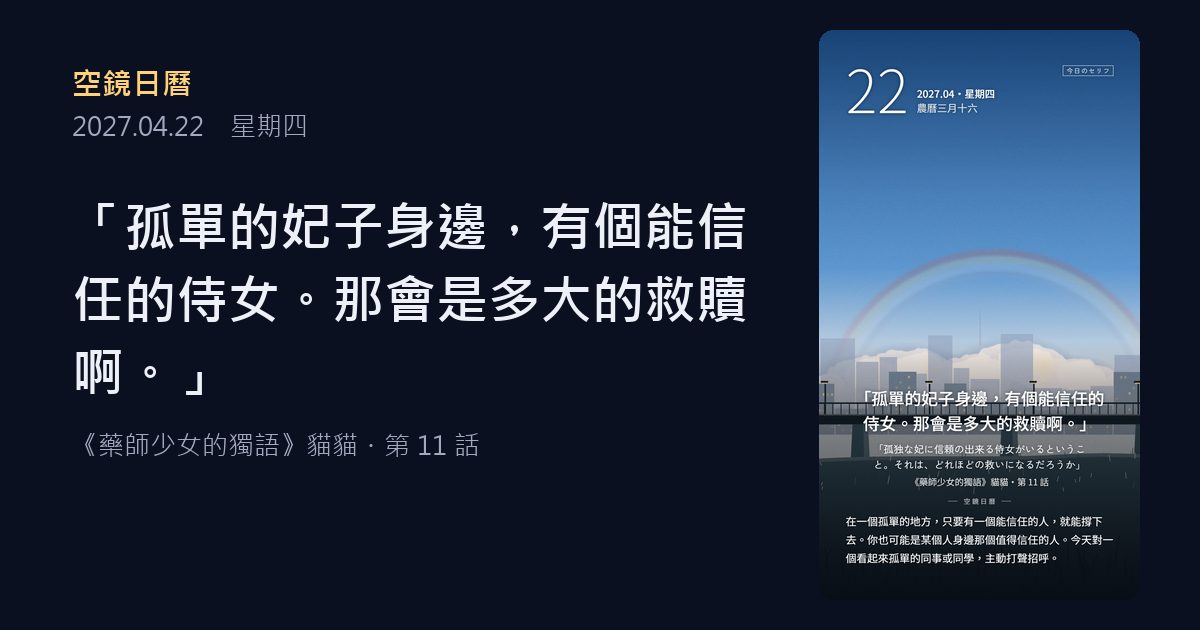 空鏡日曆
2027.04.22 星期四
「孤單的妃子身邊，有個能信
任的侍女。那會是多大的救贖
啊。」
《藥師少女的獨語》貓貓・第 11 話
22
今日のセリフ
2027.04・星期四
農曆三月十六
「孤單的妃子身邊，有個能信任的
侍女。那會是多大的救贖啊。」
「孤独な妃に信頼の出来る侍女がいるというこ
と。それは、どれほどの救いになるだろうか」
《藥師少女的獨語》貓貓・第 11 話
— 空鏡日曆 —
在一個孤單的地方，只要有一個能信任的人，就能撐下
去。你也可能是某個人身邊那個值得信任的人。今天對一
個看起來孤單的同事或同學，主動打聲招呼。